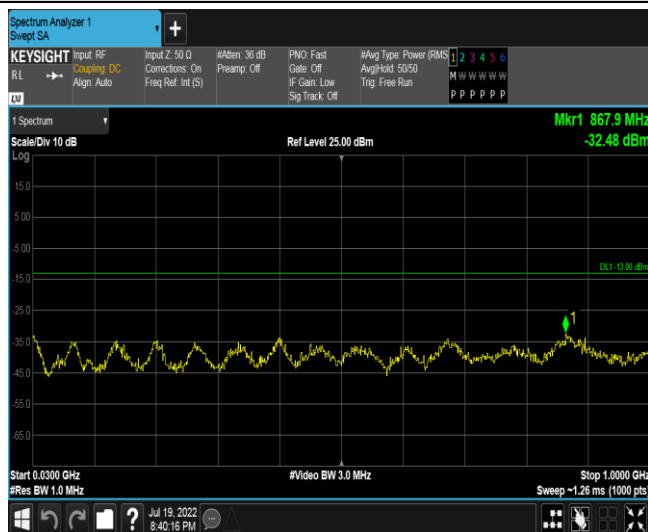 Spectrum Analyzer 1
Swept SA
+
KEYSIGHT Input: RF Input Z: 50 Ω #Atten: 36 dB PNO: Fast #Avg Type: Power (RMS 1 2 3 4 5 6
RL Coupling: DC Corrections: On Preamp: Off Gate: Off Avg|Hold: 50/50 M W W W W W
Align: Auto Freq Ref: Int (S) IF Gain: Low Trig: Free Run
Sig Track: Off P P P P P P
LXI
1 Spectrum Mkr1 867.9 MHz
Scale/Div 10 dB Ref Level 25.00 dBm -32.48 dBm
Log
15.0
5.00
-5.00
DL1 -13.00 dBm
-15.0
-25.0
1
-35.0
-45.0
-55.0
-65.0
Start 0.0300 GHz #Video BW 3.0 MHz Stop 1.0000 GHz
#Res BW 1.0 MHz Sweep ~1.26 ms (1000 pts)
? Jul 19, 2022
8:40:16 PM